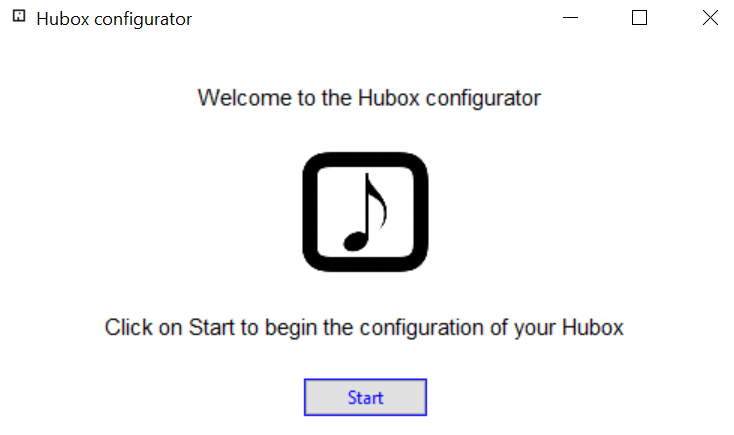 Hubox configurator
Welcome to the Hubox configurator
Click on Start to begin the configuration of your Hubox
Start